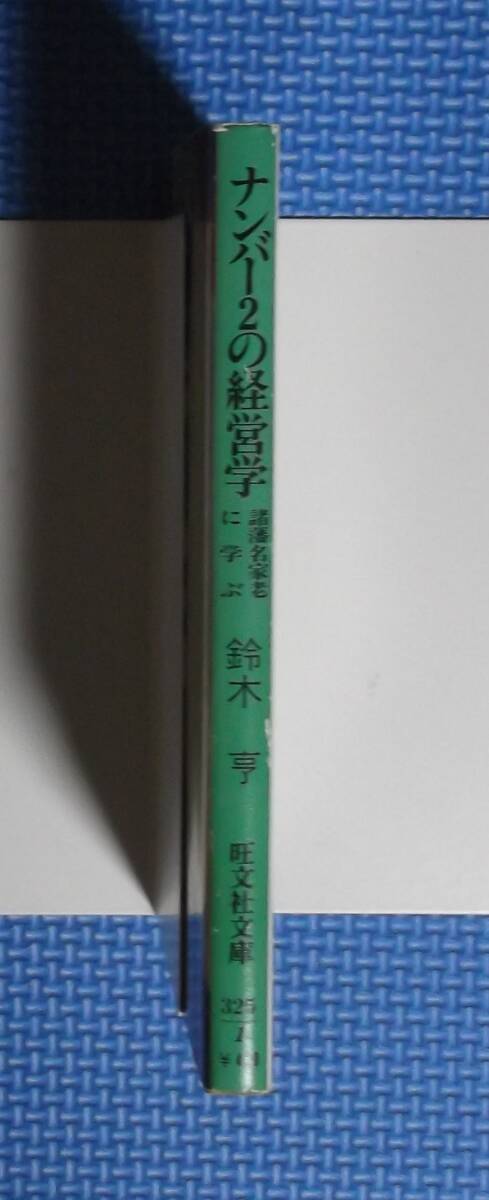 ナンバー2の経営学
諸藩名家老
に学ぶ
鈴木 亨
旺文社文庫
325
1